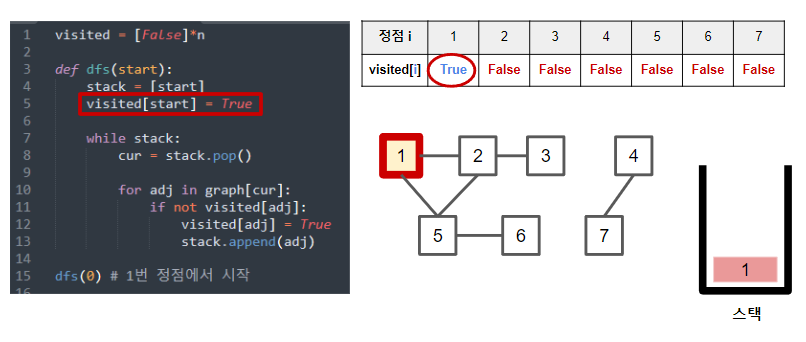 1 visited = [False]*n
2
3 def dfs(start):
4 stack = [start]
5 visited[start] = True
6
7 while stack:
8 cur = stack.pop()
9
10 for adj in graph[cur]:
11 if not visited[adj]:
12 visited[adj] = True
13 stack.append(adj)
14
15 dfs(0) # 1번 정점에서 시작
16
정점 i 1 2 3 4 5 6 7
visited[i] True False False False False False False
1 2 3 4
5 6 7
1
스택